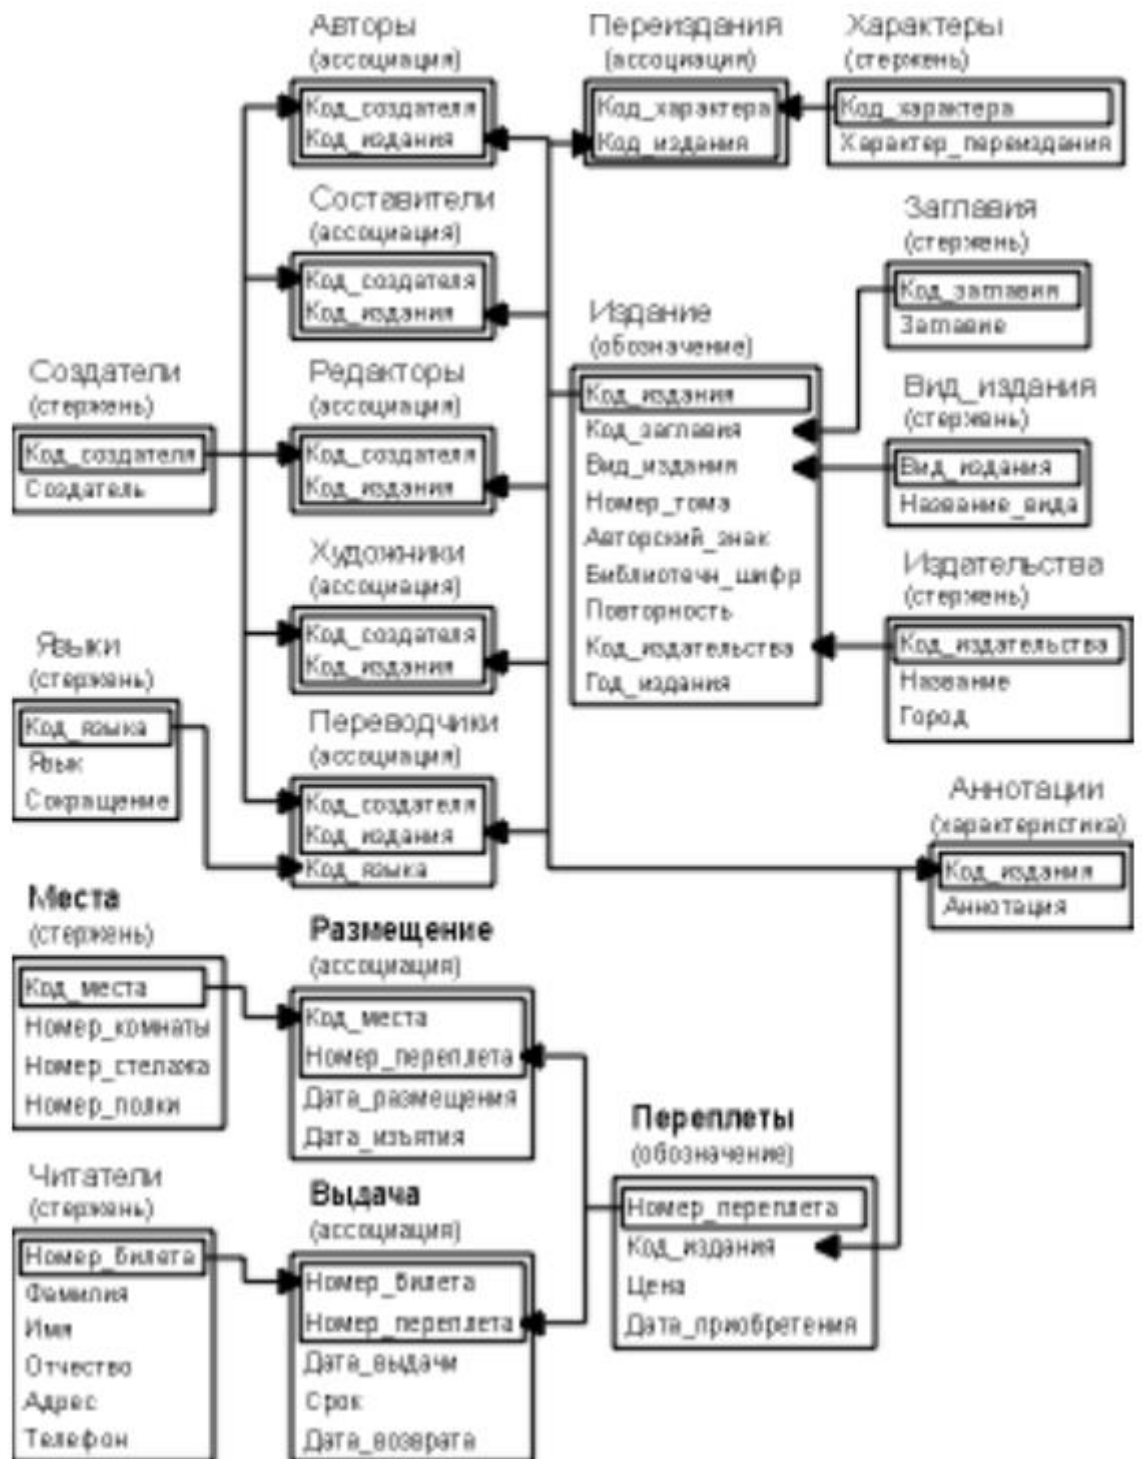 Авторы
(ассоциация)
Код_создателя
Код_издания
Переиздания
(ассоциация)
Код_характера
Код_издания
Характеры
(стержень)
Код_характера
Характер_переиздания
Составители
(ассоциация)
Код_создателя
Код_издания
Заглавия
(стержень)
Код_заглавия
Заглавие
Издание
(обозначение)
Код_издания
Код_заглавия
Вид_издания
Номер_тома
Авторский_знак
Библиотечн_шифр
Повторность
Код_издательства
Год_издания
Создатели
(стержень)
Код_создателя
Создатель
Редакторы
(ассоциация)
Код_создателя
Код_издания
Вид_издания
(стержень)
Вид_издания
Название_вида
Художники
(ассоциация)
Код_создателя
Код_издания
Издательства
(стержень)
Код_издательства
Название
Город
Языки
(стержень)
Код_языка
Язык
Сокращение
Переводчики
(ассоциация)
Код_создателя
Код_издания
Код_языка
Аннотации
(характеристика)
Код_издания
Аннотация
Места
(стержень)
Код_места
Номер_комнаты
Номер_стелажа
Номер_полки
Размещение
(ассоциация)
Код_места
Номер_переплета
Дата_размещения
Дата_изъятия
Переплеты
(обозначение)
Номер_переплета
Код_издания
Цена
Дата_приобретения
Читатели
(стержень)
Номер_билета
Фамилия
Имя
Отчество
Адрес
Телефон
Выдача
(ассоциация)
Номер_билета
Номер_переплета
Дата_выдачи
Срок
Дата_возврата